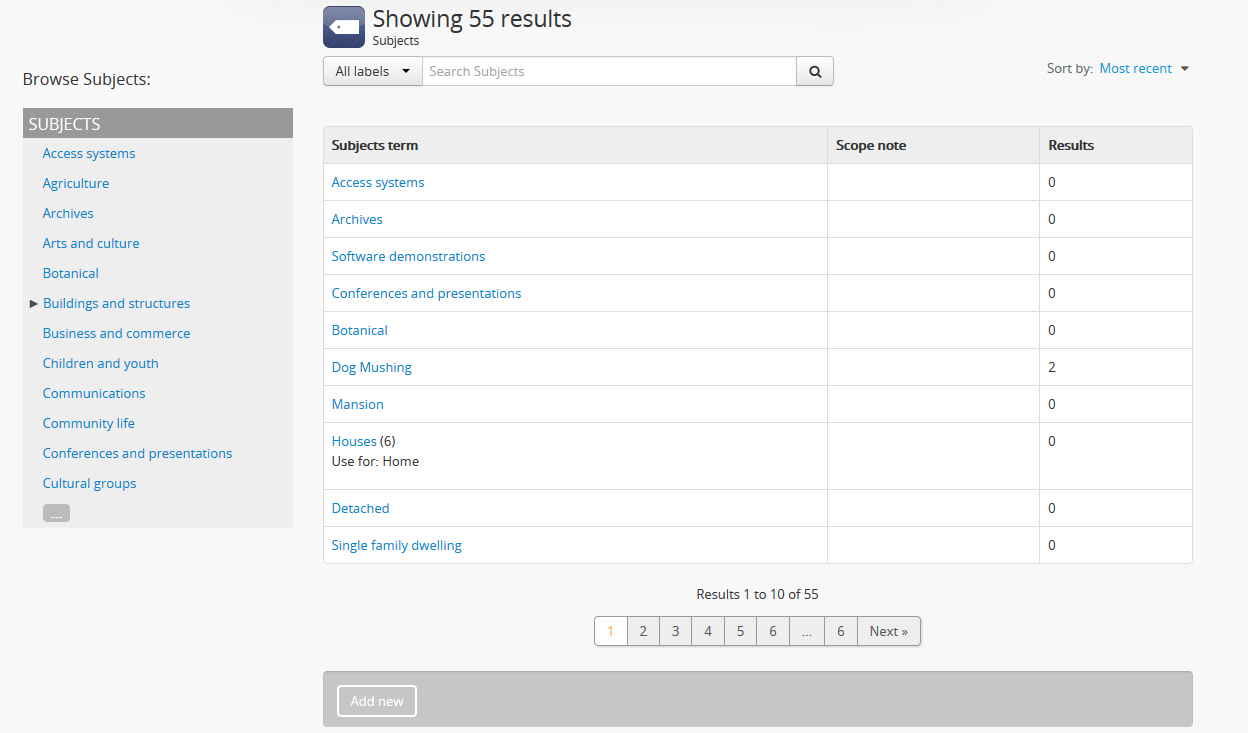 Showing 55 results
Subjects
All labels
Search Subjects
Sort by: Most recent
Browse Subjects:
SUBJECTS
Access systems
Agriculture
Archives
Arts and culture
Botanical
Buildings and structures
Business and commerce
Children and youth
Communications
Community life
Conferences and presentations
Cultural groups
...
Subjects term Scope note Results
Access systems 0
Archives 0
Software demonstrations 0
Conferences and presentations 0
Botanical 0
Dog Mushing 2
Mansion 0
Houses (6) 0
Use for: Home
Detached 0
Single family dwelling 0
Results 1 to 10 of 55
1 2 3 4 5 6 ... 6 Next »
Add new